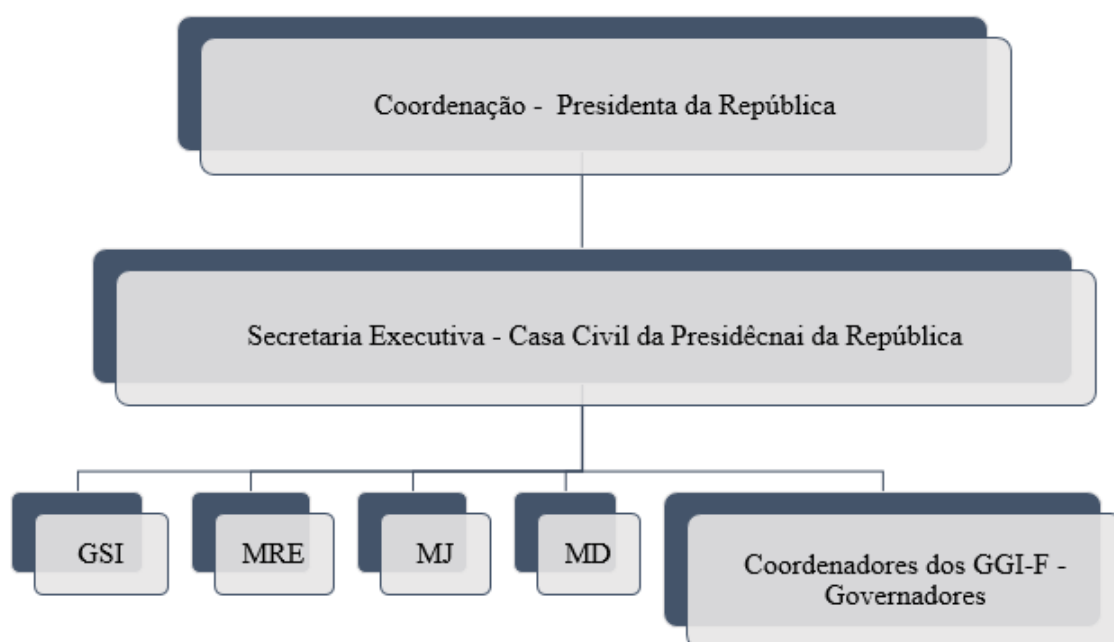 Coordenação - Presidenta da República
Secretaria Executiva - Casa Civil da Presidêcnai da República
GSI
MRE
MJ
MD
Coordenadores dos GGI-F -
Governadores